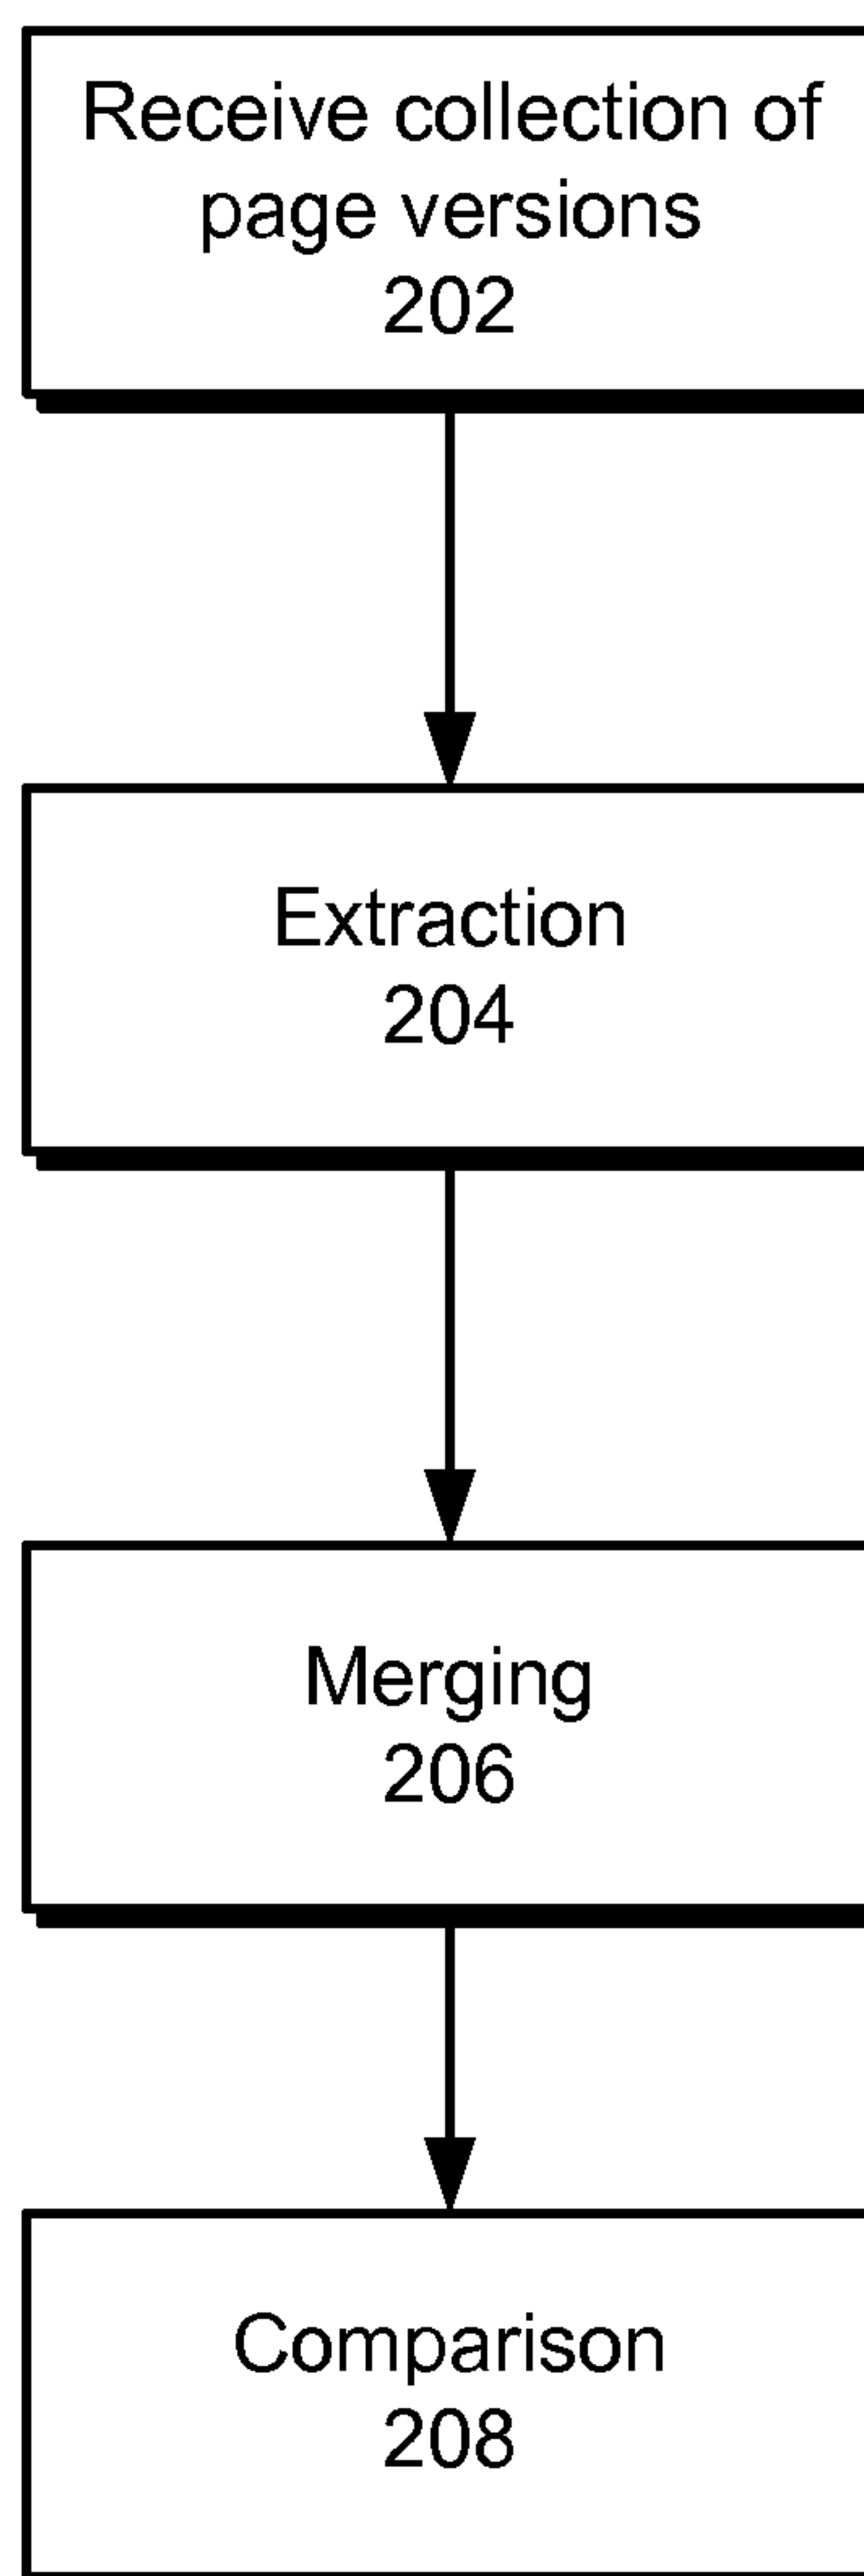 Receive collection of
page versions
202
Extraction
204
Merging
206
Comparison
208